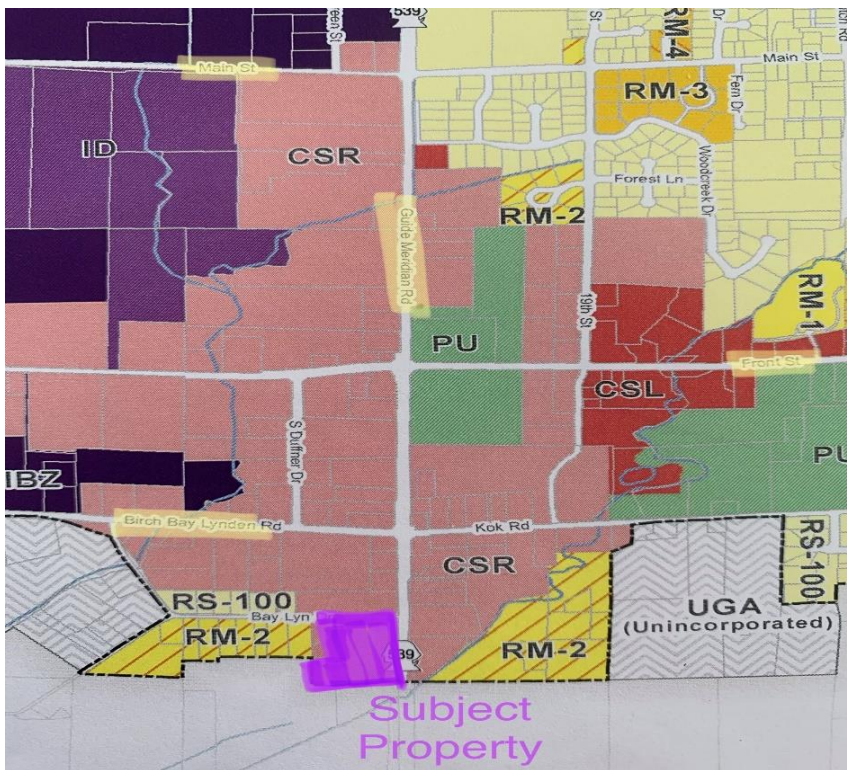 539
St
Dr
Main St
RM-4
Main St
RM-3
Fern Dr
ID
CSR
Woodcreek Dr
Forest Ln
RM-2
Guide Meridian Rd
19th St
RM-1
PU
Front St
CSL
S Duffner Dr
PU
IBZ
Birch Bay Lynden Rd
Kok Rd
CSR
RS-100
RS-100
Bay Lyn
UGA
(Unincorporated)
RM-2
539
RM-2
Subject
Property